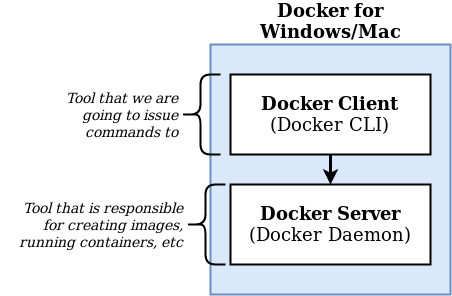 Docker for
Windows/Mac
Tool that we are
going to issue
commands to
Docker Client
(Docker CLI)
Tool that is responsible
for creating images,
running containers, etc
Docker Server
(Docker Daemon)